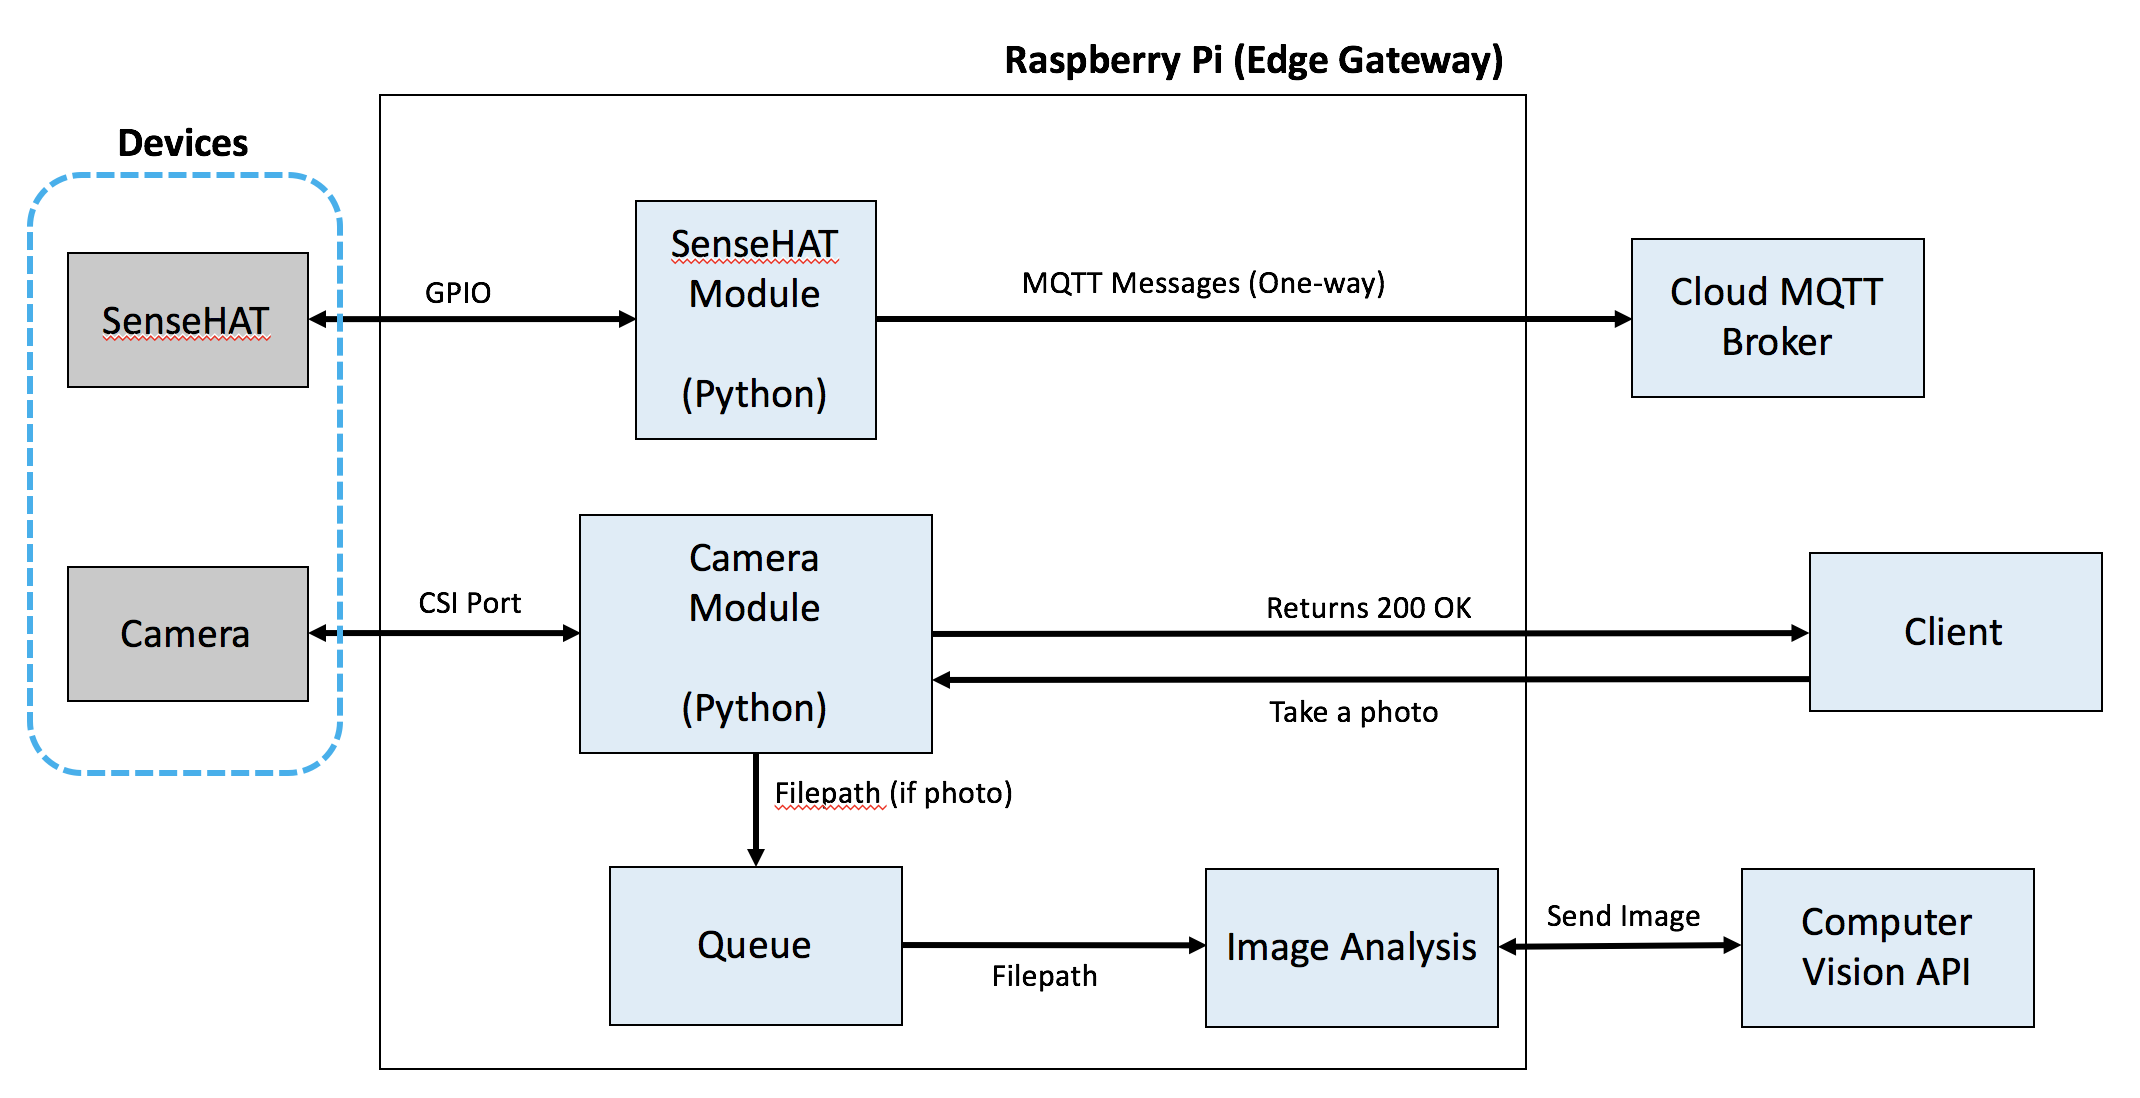 Raspberry Pi (Edge Gateway)
Devices
SenseHAT
GPIO
SenseHAT
Module
(Python)
MQTT Messages (One-way)
Cloud MQTT
Broker
Camera
CSI Port
Camera
Module
(Python)
Returns 200 OK
Take a photo
Client
Filepath (if photo)
Queue
Filepath
Image Analysis
Send Image
Computer
Vision API